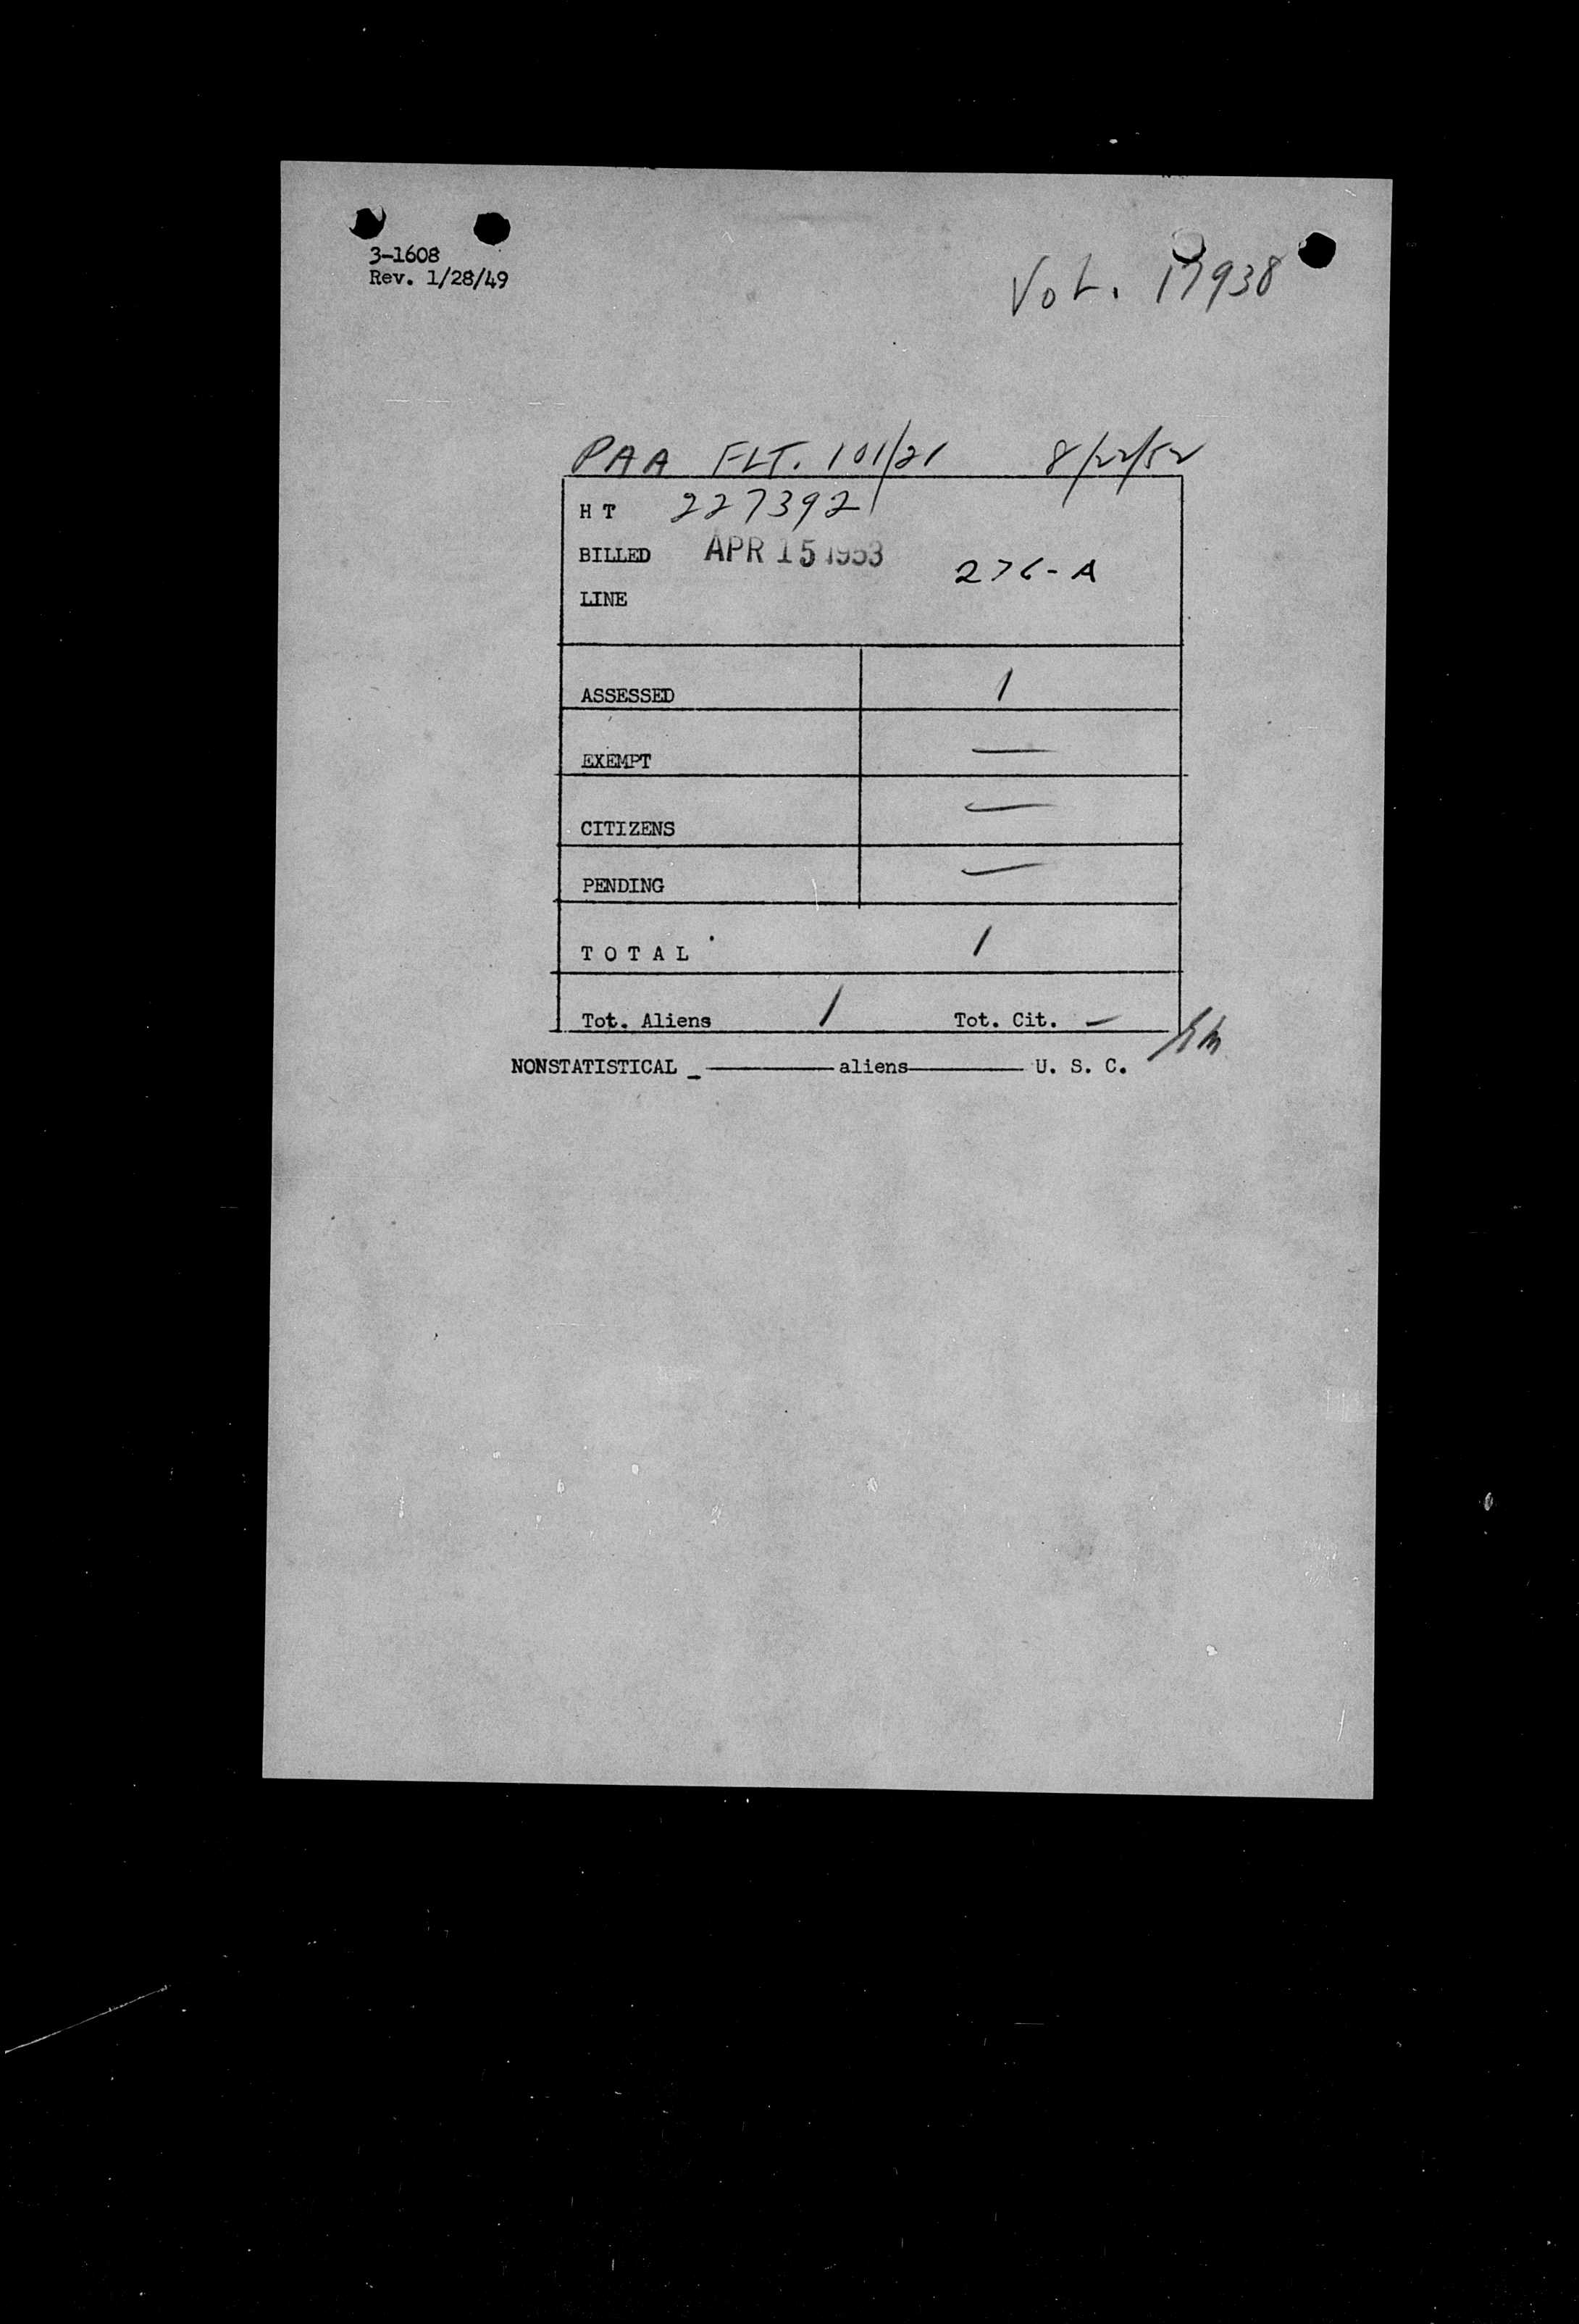 3-1608
Rev. 1/28/49
Vol. 17938
PAA FLT. 101/21 8/22/52
H T 227392
BILLED APR 15 1953
276-A
LINE
ASSESSED 1
EXEMPT —
CITIZENS —
PENDING —
T O T A L 1
Tot. Aliens 1 Tot. Cit. —
NONSTATISTICAL _ ———— aliens ———— U. S. C.